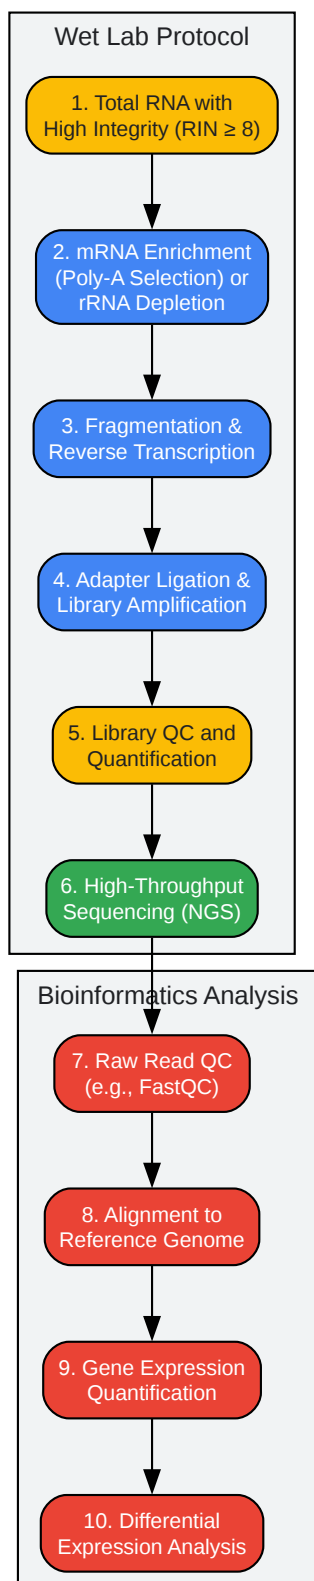 Wet Lab Protocol
1. Total RNA with
High Integrity (RIN ≥ 8)
2. mRNA Enrichment
(Poly-A Selection) or
rRNA Depletion
3. Fragmentation &
Reverse Transcription
4. Adapter Ligation &
Library Amplification
5. Library QC and
Quantification
6. High-Throughput
Sequencing (NGS)
Bioinformatics Analysis
7. Raw Read QC
(e.g., FastQC)
8. Alignment to
Reference Genome
9. Gene Expression
Quantification
10. Differential
Expression Analysis